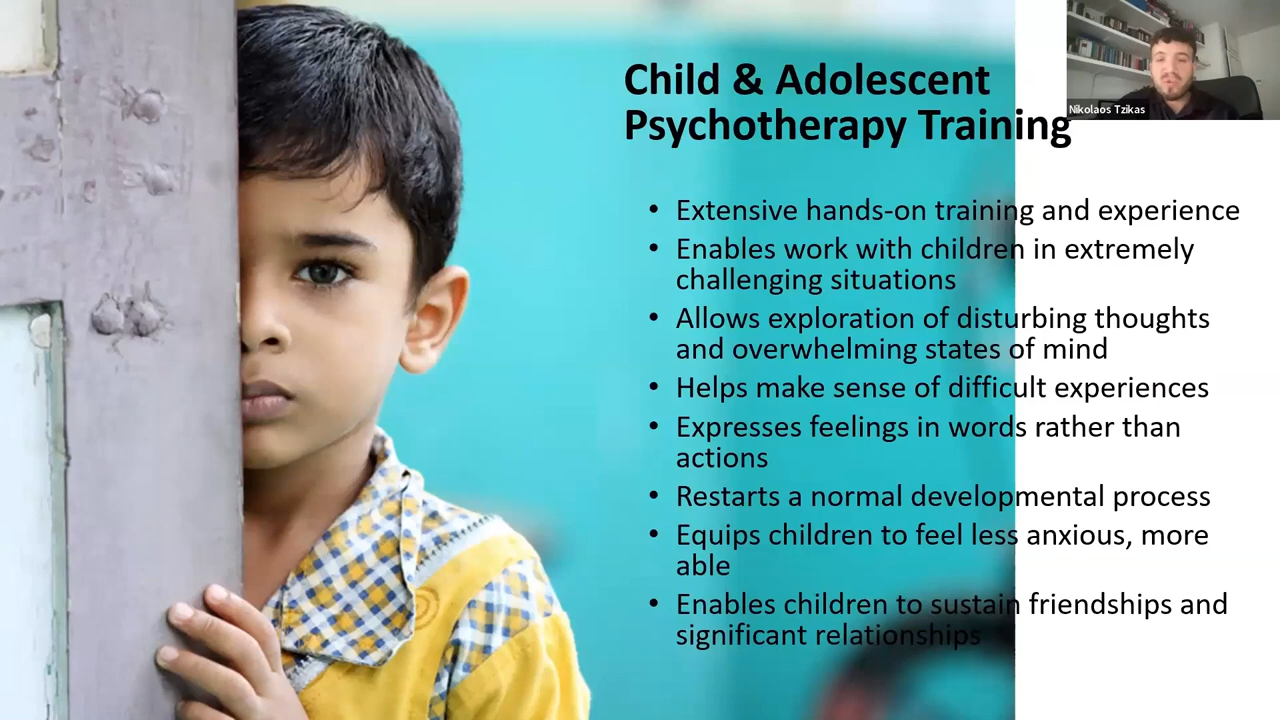 Child & Adolescent
Psychotherapy Training
Nikolaos Tzikas
• Extensive hands-on training and experience
• Enables work with children in extremely
challenging situations
• Allows exploration of disturbing thoughts
and overwhelming states of mind
• Helps make sense of difficult experiences
• Expresses feelings in words rather than
actions
• Restarts a normal developmental process
• Equips children to feel less anxious, more
able
• Enables children to sustain friendships and
significant relationships